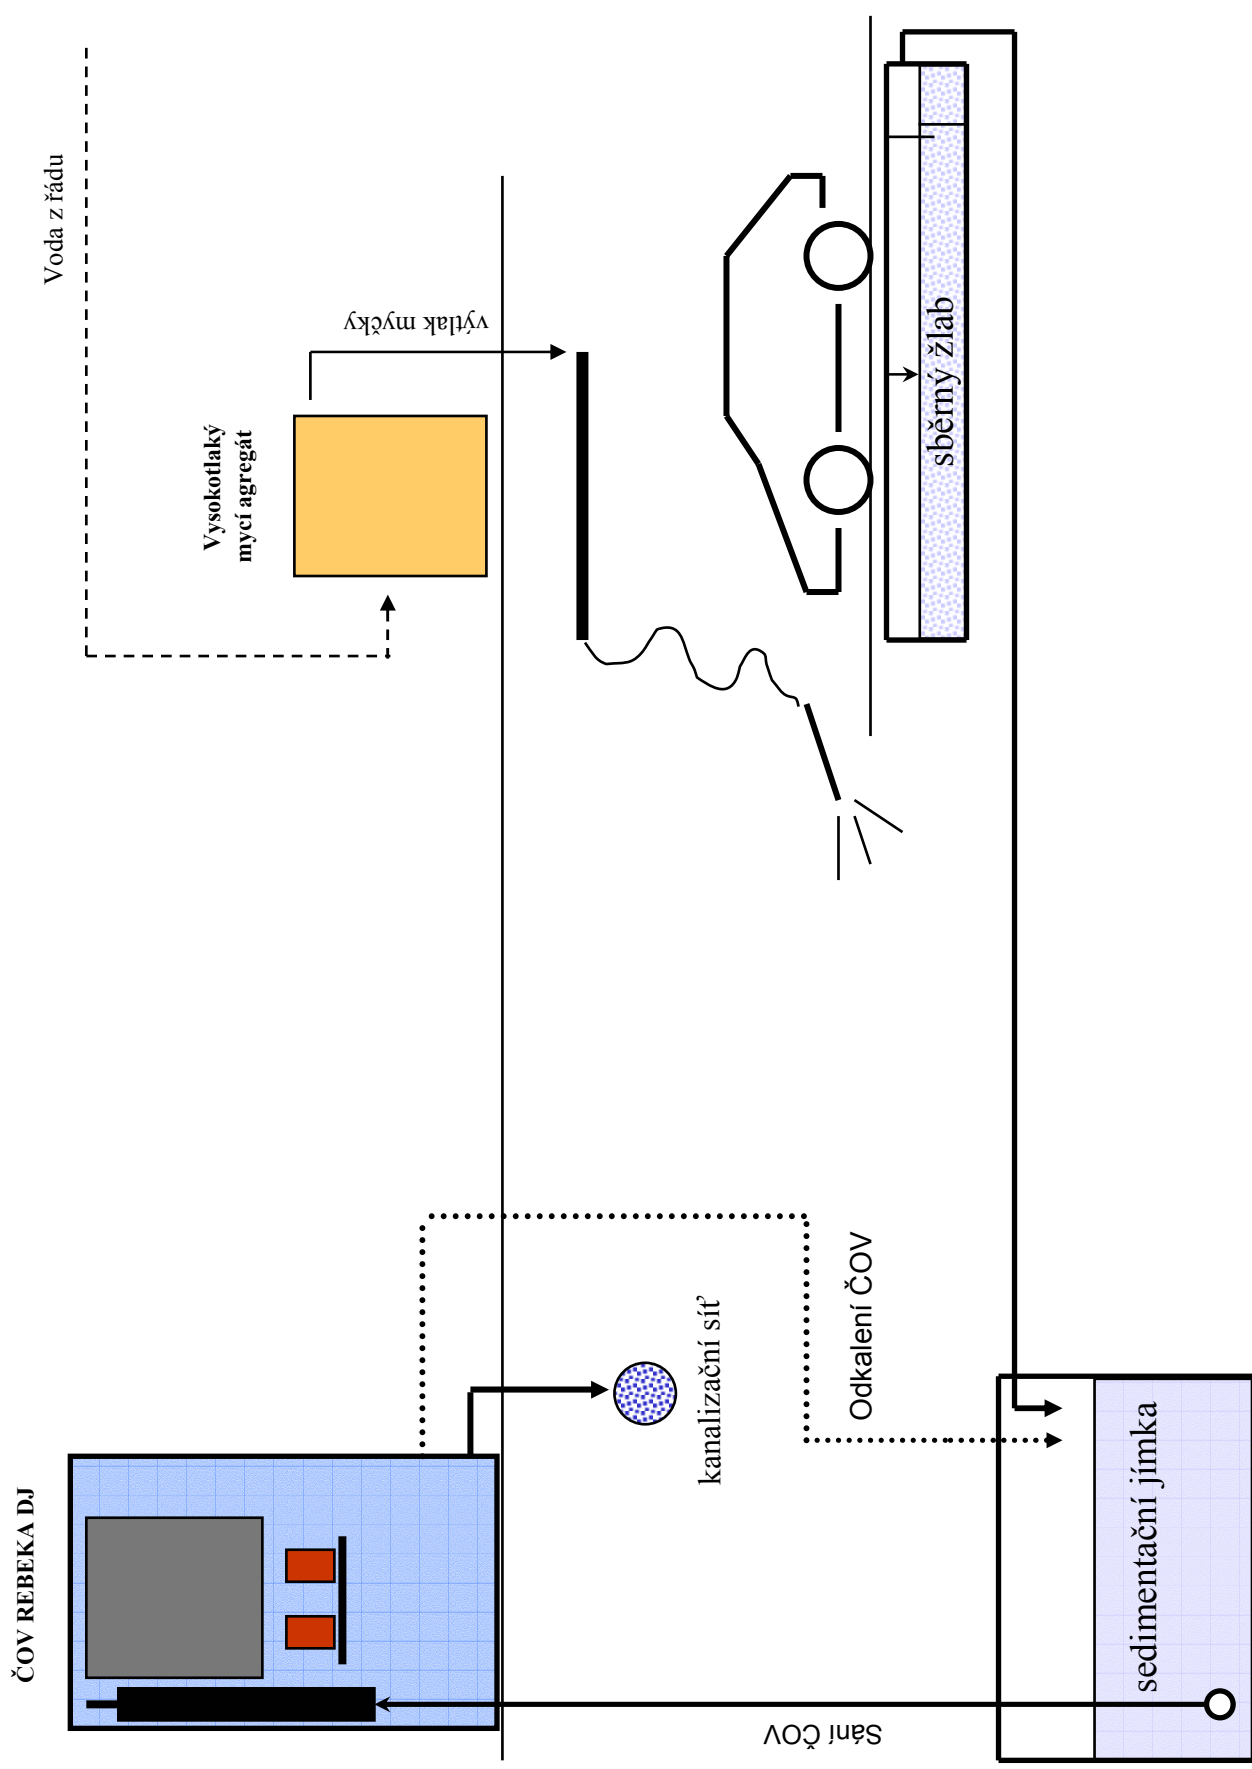 ČOV REBEKA DJ
Voda z řádu
Vysokotlaký
mycí agregát
výtlak myčky
kanalizační síť
Odkalení ČOV
sběrný žlab
Sání ČOV
sedimentační jímka